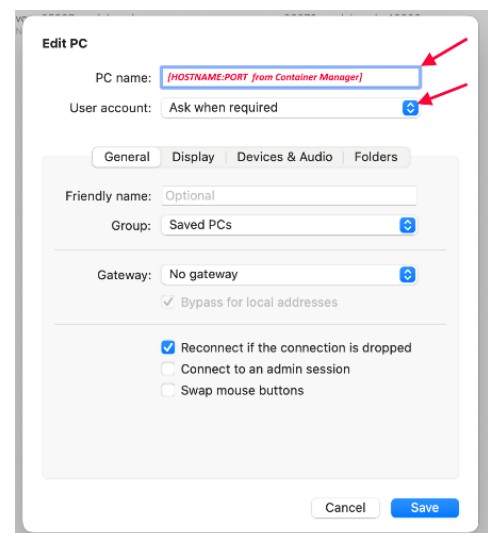 Edit PC
PC name: [HOSTNAME:PORT from Container Manager]
User account: Ask when required
General Display Devices & Audio Folders
Friendly name: Optional
Group: Saved PCs
Gateway: No gateway
Bypass for local addresses
Reconnect if the connection is dropped
Connect to an admin session
Swap mouse buttons
Cancel Save